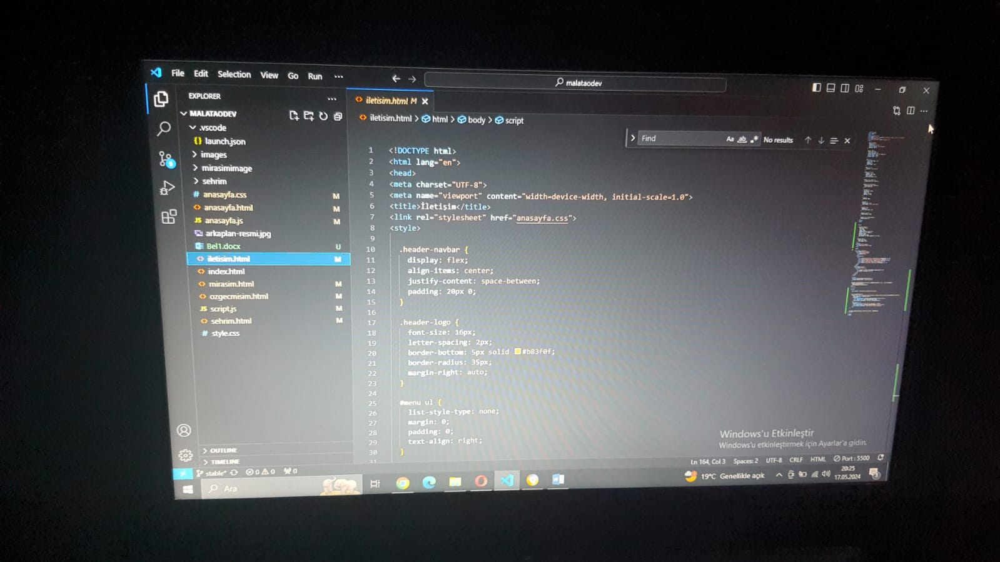 File Edit Selection View Go Run ...
malataodev
EXPLORER
MALATAODEV
.vscode
launch.json
images
mirasimimage
sehrim
anasayfa.css M
anasayfa.html M
anasayfa.js M
arkaplan-resmi.jpg
Bel1.docx U
iletisim.html M
index.html
mirasim.html M
ozgecmisim.html M
script.js M
sehrim.html M
style.css
OUTLINE
TIMELINE
iletisim.html M
iletisim.html > html > body > script
Find Aa ab .* No results
1 <!DOCTYPE html>
2 <html lang="en">
3 <head>
4 <meta charset="UTF-8">
5 <meta name="viewport" content="width=device-width, initial-scale=1.0">
6 <title>İletişim</title>
7 <link rel="stylesheet" href="anasayfa.css">
8 <style>
9
10 .header-navbar {
11 display: flex;
12 align-items: center;
13 justify-content: space-between;
14 padding: 20px 0;
15 }
16
17 .header-logo {
18 font-size: 16px;
19 letter-spacing: 2px;
20 border-bottom: 5px solid #b83f0f;
21 border-radius: 35px;
22 margin-right: auto;
23 }
24
25 #menu ul {
26 list-style-type: none;
27 margin: 0;
28 padding: 0;
29 text-align: right;
30 }
31
Windows'u Etkinleştir
Windows'u etkinleştirmek için Ayarlar'a gidin.
stable* 0 0 0 Ln 164, Col 3 Spaces: 2 UTF-8 CRLF HTML Port : 5500
Ara
19°C Genellikle açık
20:25
17.05.2024
3